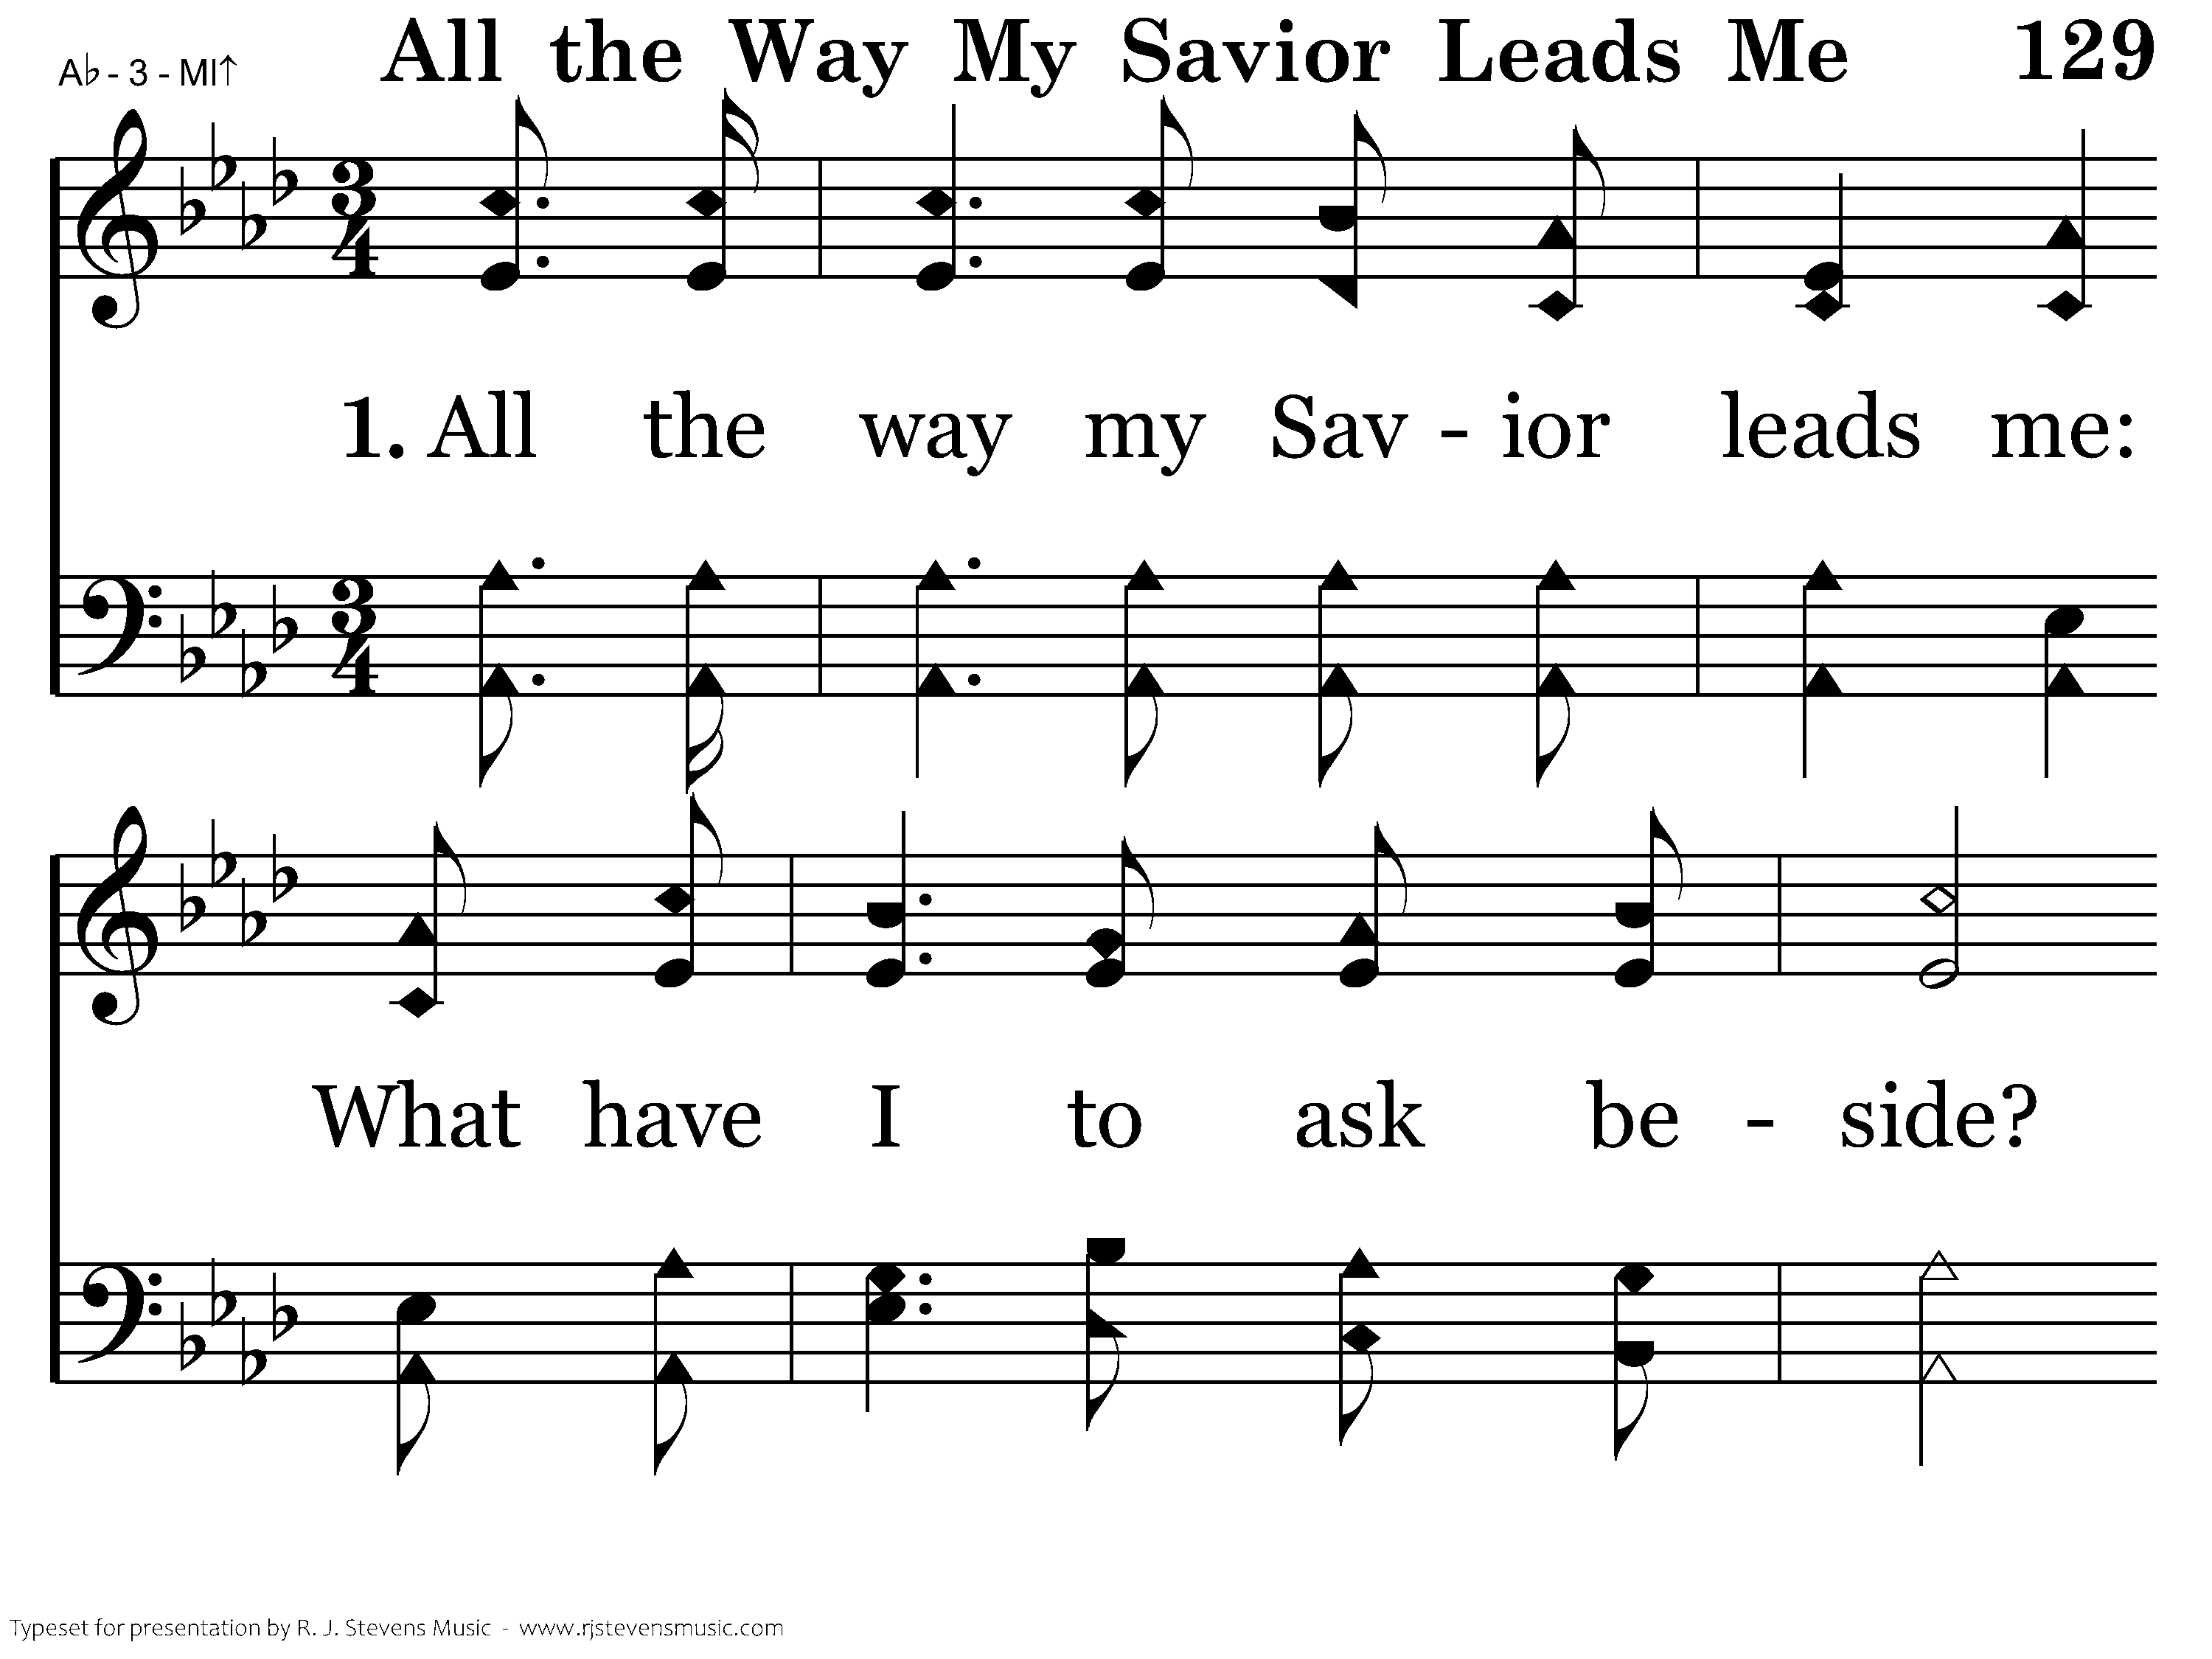 All the Way My Savior Leads Me 129
A♭ - 3 - MI↑
3
4
1. All the way my Sav - ior leads me:
3
4
What have I to ask be - side?
Typeset for presentation by R. J. Stevens Music - www.rjstevensmusic.com